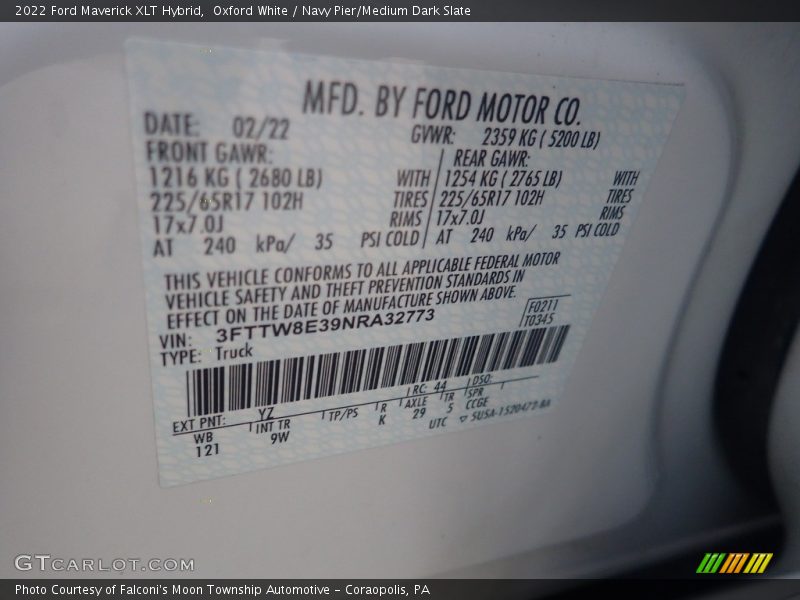 2022 Ford Maverick XLT Hybrid, Oxford White / Navy Pier/Medium Dark Slate
MFD. BY FORD MOTOR CO.
DATE: 02/22
GVWR: 2359 KG ( 5200 LB)
FRONT GAWR:
REAR GAWR:
1216 KG ( 2680 LB) WITH
1254 KG ( 2765 LB) WITH
225/65R17 102H TIRES
225/65R17 102H TIRES
17x7.0J RIMS
17x7.0J RIMS
AT 240 kPa/ 35 PSI COLD
AT 240 kPa/ 35 PSI COLD
THIS VEHICLE CONFORMS TO ALL APPLICABLE FEDERAL MOTOR
VEHICLE SAFETY AND THEFT PREVENTION STANDARDS IN
EFFECT ON THE DATE OF MANUFACTURE SHOWN ABOVE.
VIN: 3FTTW8E39NRA32773
F0211
TYPE: Truck
T0345
EXT PNT: YZ RC: 44 DSO:
WB INT TR TP/PS R AXLE TR SPR
121 9W K 29 5 CCGE
UTC ▽ 5U5A-1520472-BA
GTCARLOT.COM
Photo Courtesy of Falconi's Moon Township Automotive – Coraopolis, PA